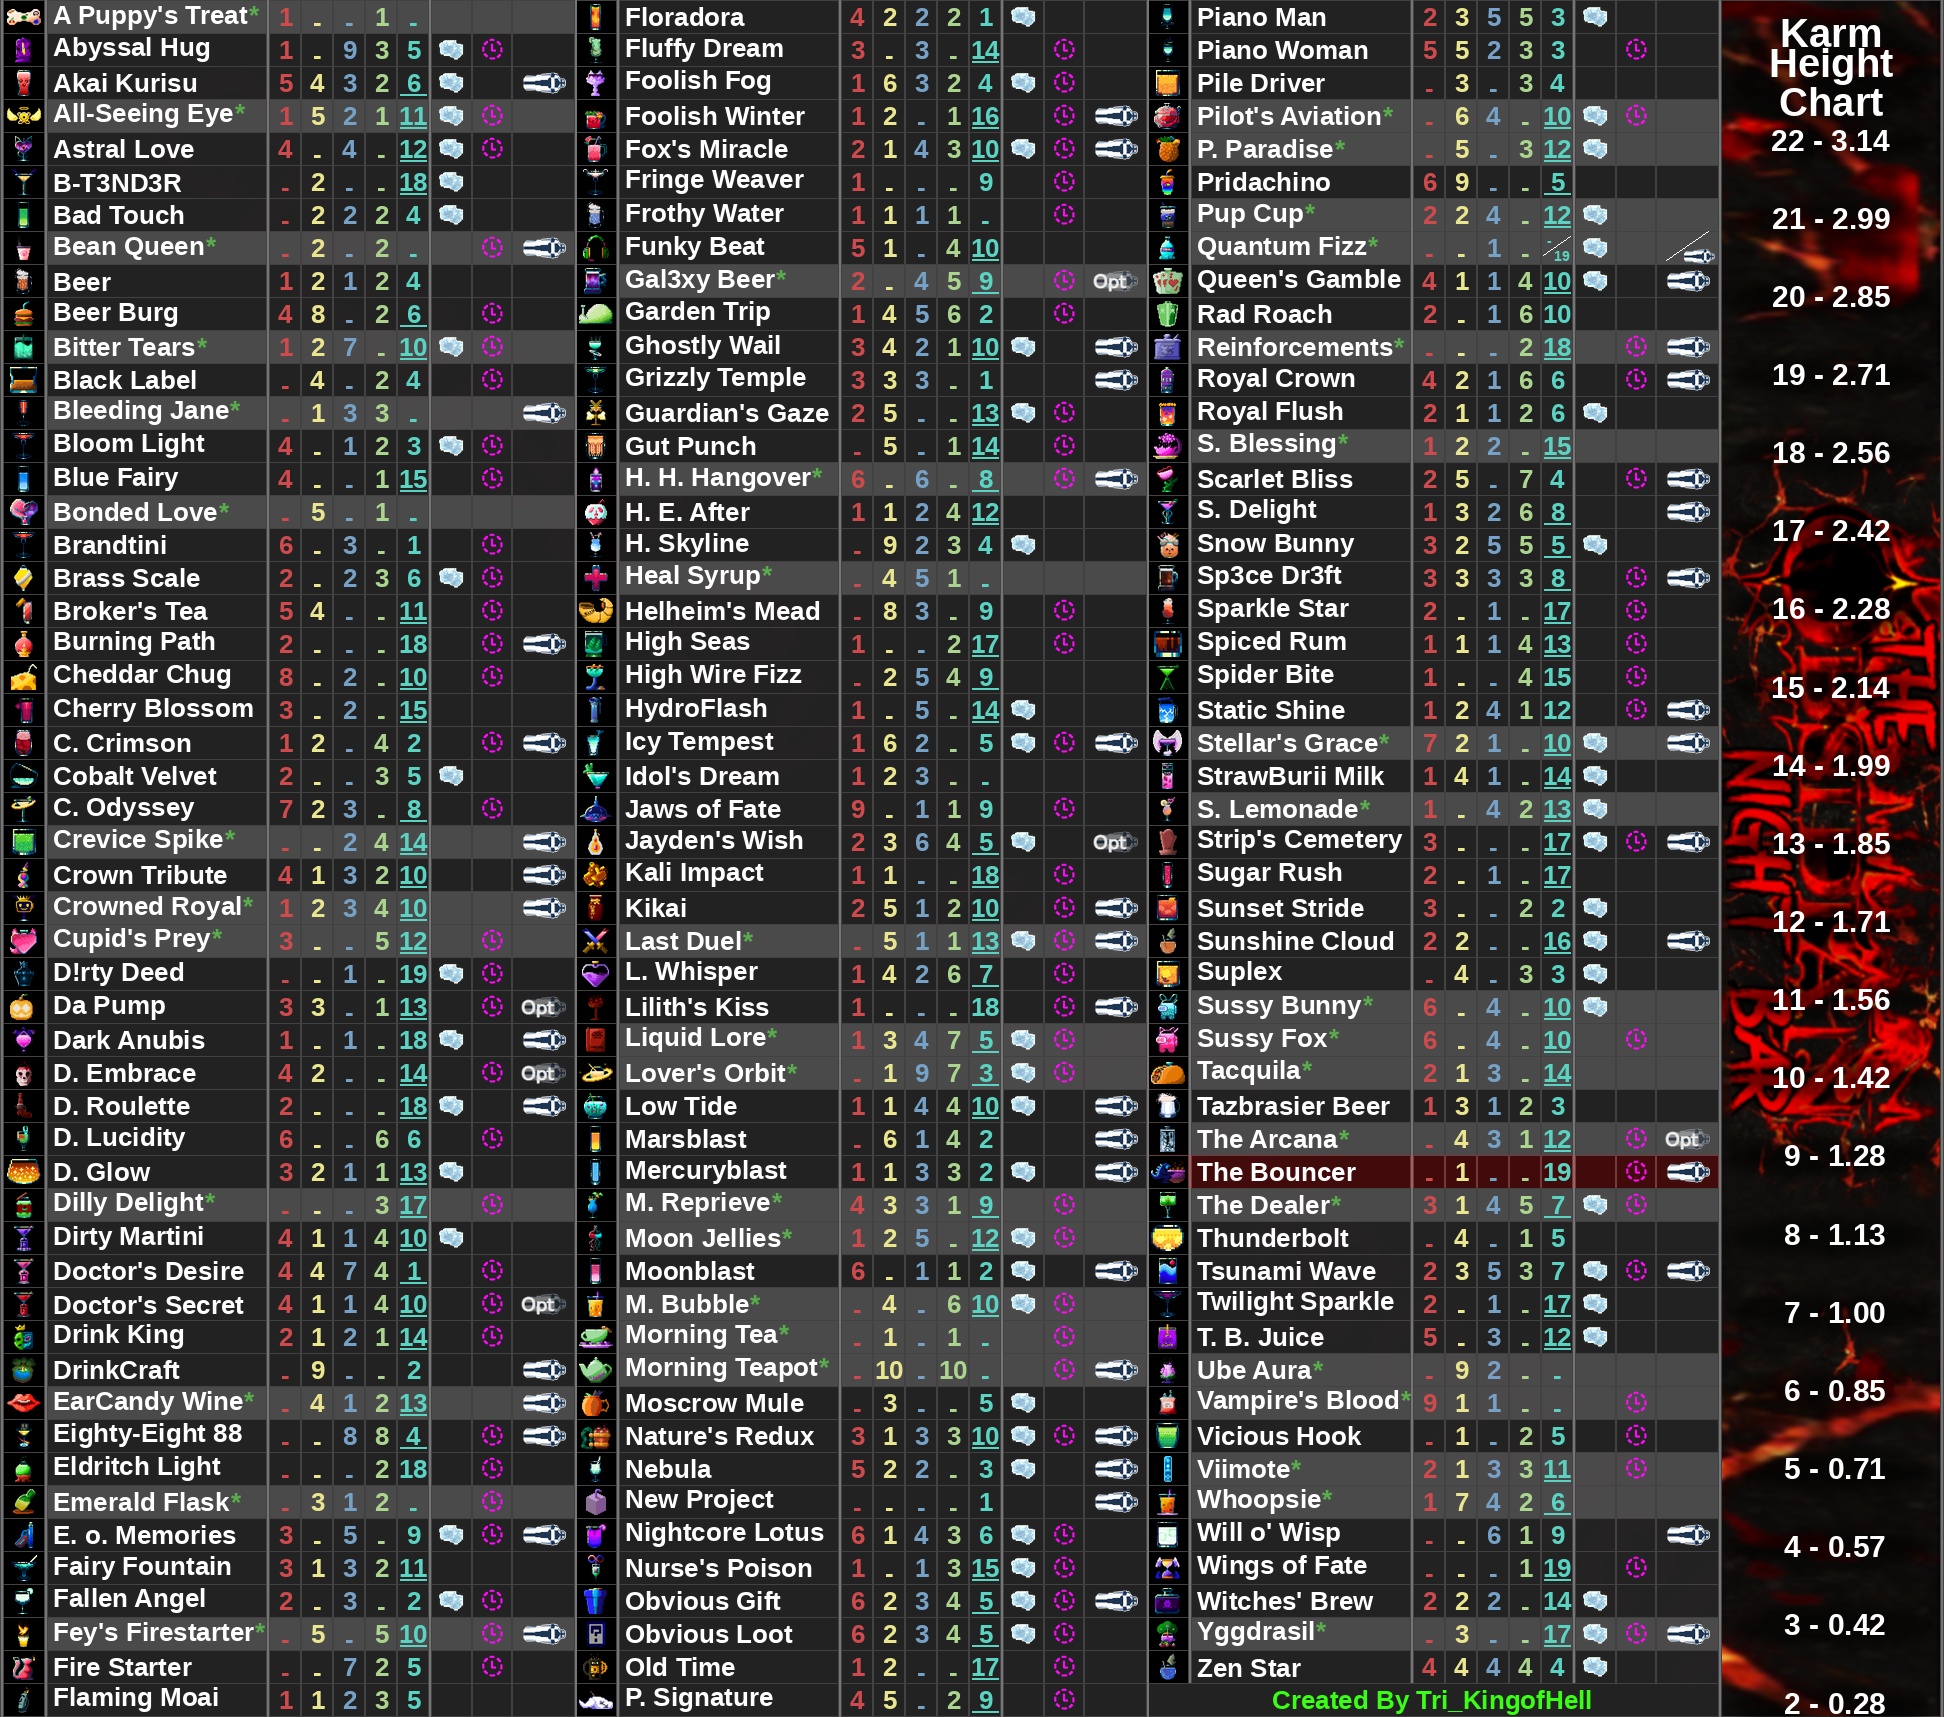 A Puppy's Treat* 1 - - 1 -
Abyssal Hug 1 - 9 3 5
Akai Kurisu 5 4 3 2 6
All-Seeing Eye* 1 5 2 1 11
Astral Love 4 - 4 - 12
B-T3ND3R - 2 - - 18
Bad Touch - 2 2 2 4
Bean Queen* - 2 - 2 -
Beer 1 2 1 2 4
Beer Burg 4 8 - 2 6
Bitter Tears* 1 2 7 - 10
Black Label - 4 - 2 4
Bleeding Jane* - 1 3 3 -
Bloom Light 4 - 1 2 3
Blue Fairy 4 - - 1 15
Bonded Love* - 5 - 1 -
Brandtini 6 - 3 - 1
Brass Scale 2 - 2 3 6
Broker's Tea 5 4 - - 11
Burning Path 2 - - - 18
Cheddar Chug 8 - 2 - 10
Cherry Blossom 3 - 2 - 15
C. Crimson 1 2 - 4 2
Cobalt Velvet 2 - - 3 5
C. Odyssey 7 2 3 - 8
Crevice Spike* - - 2 4 14
Crown Tribute 4 1 3 2 10
Crowned Royal* 1 2 3 4 10
Cupid's Prey* 3 - - 5 12
D!rty Deed - - 1 - 19
Da Pump 3 3 - 1 13 Opt
Dark Anubis 1 - 1 - 18
D. Embrace 4 2 - - 14 Opt
D. Roulette 2 - - - 18
D. Lucidity 6 - - 6 6
D. Glow 3 2 1 1 13
Dilly Delight* - - - 3 17
Dirty Martini 4 1 1 4 10
Doctor's Desire 4 4 7 4 1
Doctor's Secret 4 1 1 4 10 Opt
Drink King 2 1 2 1 14
DrinkCraft - 9 - - 2
EarCandy Wine* - 4 1 2 13
Eighty-Eight 88 - - 8 8 4
Eldritch Light - - - 2 18
Emerald Flask* - 3 1 2 -
E. o. Memories 3 - 5 - 9
Fairy Fountain 3 1 3 2 11
Fallen Angel 2 - 3 - 2
Fey's Firestarter* - 5 - 5 10
Fire Starter - - 7 2 5
Flaming Moai 1 1 2 3 5
Floradora 4 2 2 2 1
Fluffy Dream 3 - 3 - 14
Foolish Fog 1 6 3 2 4
Foolish Winter 1 2 - 1 16
Fox's Miracle 2 1 4 3 10
Fringe Weaver 1 - - - 9
Frothy Water 1 1 1 1 -
Funky Beat 5 1 - 4 10
Gal3xy Beer* 2 - 4 5 9 Opt
Garden Trip 1 4 5 6 2
Ghostly Wail 3 4 2 1 10
Grizzly Temple 3 3 3 - 1
Guardian's Gaze 2 5 - - 13
Gut Punch - 5 - 1 14
H. H. Hangover* 6 - 6 - 8
H. E. After 1 1 2 4 12
H. Skyline - 9 2 3 4
Heal Syrup* - 4 5 1 -
Helheim's Mead - 8 3 - 9
High Seas 1 - - 2 17
High Wire Fizz - 2 5 4 9
HydroFlash 1 - 5 - 14
Icy Tempest 1 6 2 - 5
Idol's Dream 1 2 3 - -
Jaws of Fate 9 - 1 1 9
Jayden's Wish 2 3 6 4 5 Opt
Kali Impact 1 1 - - 18
Kikai 2 5 1 2 10
Last Duel* - 5 1 1 13
L. Whisper 1 4 2 6 7
Lilith's Kiss 1 - - - 18
Liquid Lore* 1 3 4 7 5
Lover's Orbit* - 1 9 7 3
Low Tide 1 1 4 4 10
Marsblast - 6 1 4 2
Mercuryblast 1 1 3 3 2
M. Reprieve* 4 3 3 1 9
Moon Jellies* 1 2 5 - 12
Moonblast 6 - 1 1 2
M. Bubble* - 4 - 6 10
Morning Tea* - 1 - 1 -
Morning Teapot* - 10 - 10 -
Moscrow Mule - 3 - - 5
Nature's Redux 3 1 3 3 10
Nebula 5 2 2 - 3
New Project - - - - 1
Nightcore Lotus 6 1 4 3 6
Nurse's Poison 1 - 1 3 15
Obvious Gift 6 2 3 4 5
Obvious Loot 6 2 3 4 5
Old Time 1 2 - - 17
P. Signature 4 5 - 2 9
Piano Man 2 3 5 5 3
Piano Woman 5 5 2 3 3
Pile Driver - 3 - 3 4
Pilot's Aviation* - 6 4 - 10
P. Paradise* - 5 - 3 12
Pridachino 6 9 - - 5
Pup Cup* 2 2 4 - 12
Quantum Fizz* - - 1 - -/19
Queen's Gamble 4 1 1 4 10
Rad Roach 2 - 1 6 10
Reinforcements* - - - 2 18
Royal Crown 4 2 1 6 6
Royal Flush 2 1 1 2 6
S. Blessing* 1 2 2 - 15
Scarlet Bliss 2 5 - 7 4
S. Delight 1 3 2 6 8
Snow Bunny 3 2 5 5 5
Sp3ce Dr3ft 3 3 3 3 8
Sparkle Star 2 - 1 - 17
Spiced Rum 1 1 1 4 13
Spider Bite 1 - - 4 15
Static Shine 1 2 4 1 12
Stellar's Grace* 7 2 1 - 10
StrawBurii Milk 1 4 1 - 14
S. Lemonade* 1 - 4 2 13
Strip's Cemetery 3 - - - 17
Sugar Rush 2 - 1 - 17
Sunset Stride 3 - - 2 2
Sunshine Cloud 2 2 - - 16
Suplex - 4 - 3 3
Sussy Bunny* 6 - 4 - 10
Sussy Fox* 6 - 4 - 10
Tacquila* 2 1 3 - 14
Tazbrasier Beer 1 3 1 2 3
The Arcana* - 4 3 1 12 Opt
The Bouncer - 1 - - 19
The Dealer* 3 1 4 5 7
Thunderbolt - 4 - 1 5
Tsunami Wave 2 3 5 3 7
Twilight Sparkle 2 - 1 - 17
T. B. Juice 5 - 3 - 12
Ube Aura* - 9 2 - -
Vampire's Blood* 9 1 1 - -
Vicious Hook - 1 - 2 5
Viimote* 2 1 3 3 11
Whoopsie* 1 7 4 2 6
Will o' Wisp - - 6 1 9
Wings of Fate - - - 1 19
Witches' Brew 2 2 2 - 14
Yggdrasil* - 3 - - 17
Zen Star 4 4 4 4 4
Created By Tri_KingofHell
Karm
Height
Chart
22 - 3.14
21 - 2.99
20 - 2.85
19 - 2.71
18 - 2.56
17 - 2.42
16 - 2.28
15 - 2.14
14 - 1.99
13 - 1.85
12 - 1.71
11 - 1.56
10 - 1.42
9 - 1.28
8 - 1.13
7 - 1.00
6 - 0.85
5 - 0.71
4 - 0.57
3 - 0.42
2 - 0.28
THE
NIGHT
BAR